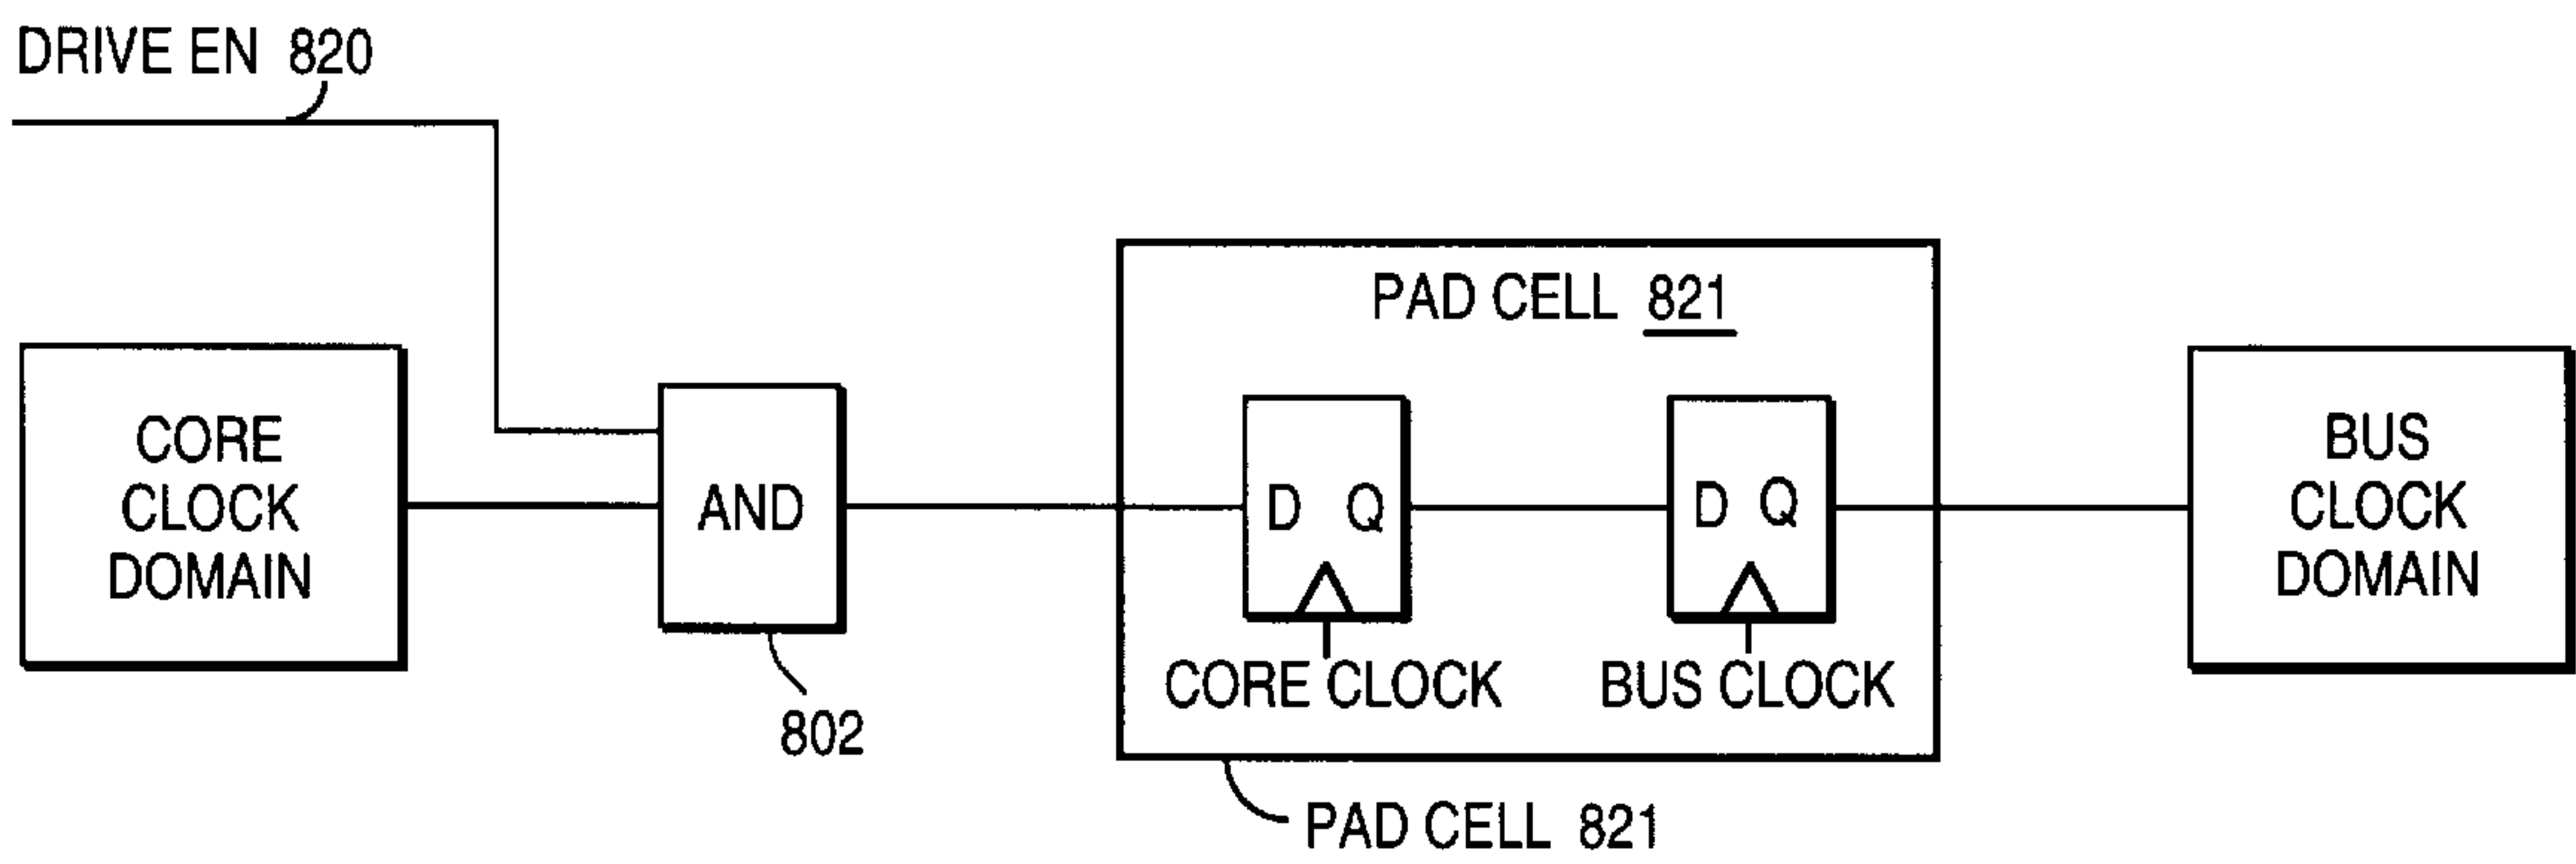 DRIVE EN 820
PAD CELL 821
CORE
CLOCK
DOMAIN
AND
D Q
D Q
BUS
CLOCK
DOMAIN
CORE CLOCK
BUS CLOCK
802
PAD CELL 821